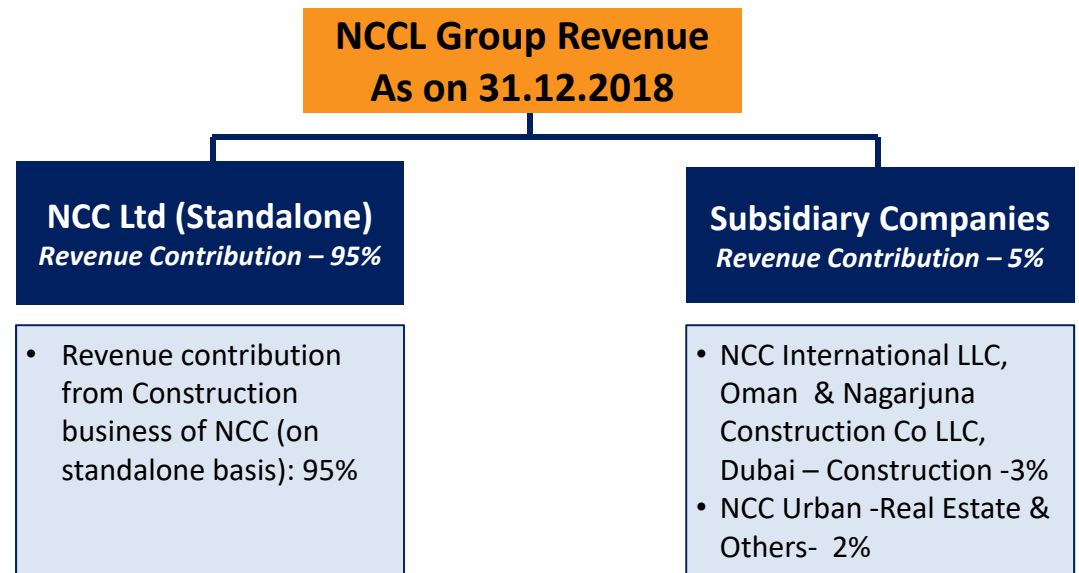 NCCL Group Revenue
As on 31.12.2018
NCC Ltd (Standalone)
Revenue Contribution – 95%
• Revenue contribution
from Construction
business of NCC (on
standalone basis): 95%
Subsidiary Companies
Revenue Contribution – 5%
• NCC International LLC,
Oman & Nagarjuna
Construction Co LLC,
Dubai – Construction -3%
• NCC Urban -Real Estate &
Others- 2%